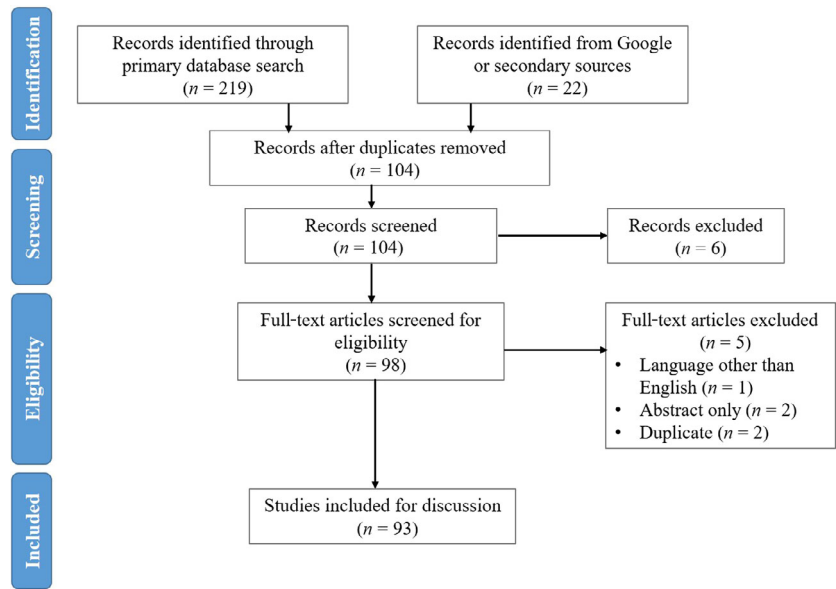 Identification
Records identified through
primary database search
(n = 219)
Records identified from Google
or secondary sources
(n = 22)
Records after duplicates removed
(n = 104)
Screening
Records screened
(n = 104)
Records excluded
(n = 6)
Eligibility
Full-text articles screened for
eligibility
(n = 98)
Full-text articles excluded
(n = 5)
• Language other than
English (n = 1)
• Abstract only (n = 2)
• Duplicate (n = 2)
Included
Studies included for discussion
(n = 93)